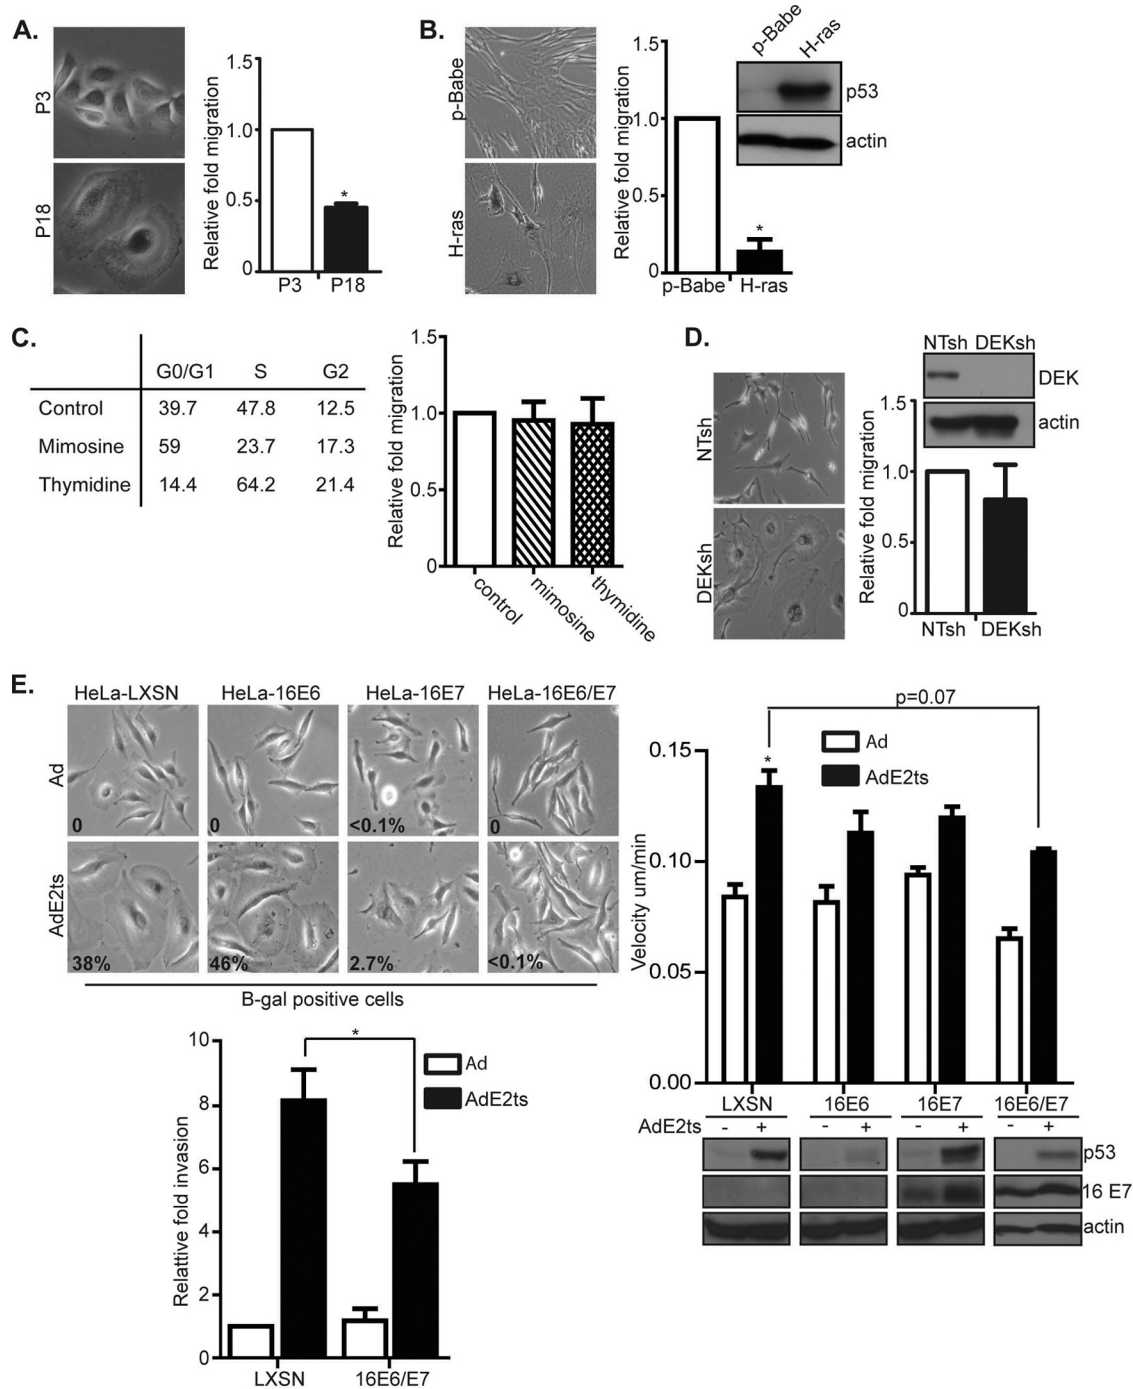 A.
P3
P18
Relative fold migration
1.5
1.0
0.5
0
*
P3 P18
B.
p-Babe
H-ras
Relative fold migration
1.5
1.0
0.5
0
*
p-Babe H-ras
p-Babe H-ras
p53
actin
C.
G0/G1 S G2
Control 39.7 47.8 12.5
Mimosine 59 23.7 17.3
Thymidine 14.4 64.2 21.4
Relative fold migration
1.5
1.0
0.5
0
control mimosine thymidine
D.
NTsh
DEKsh
NTsh DEKsh
DEK
actin
Relative fold migration
1.5
1.0
0.5
0
NTsh DEKsh
E.
HeLa-LXSN HeLa-16E6 HeLa-16E7 HeLa-16E6/E7
Ad
0 0 <0.1% 0
AdE2ts
38% 46% 2.7% <0.1%
B-gal positive cells
p=0.07
Velocity um/min
0.15
0.10
0.05
0.00
*
Ad
AdE2ts
LXSN 16E6 16E7 16E6/E7
AdE2ts - + - + - + - +
p53
16 E7
actin
Relattive fold invasion
10
8
6
4
2
0
*
Ad
AdE2ts
LXSN 16E6/E7